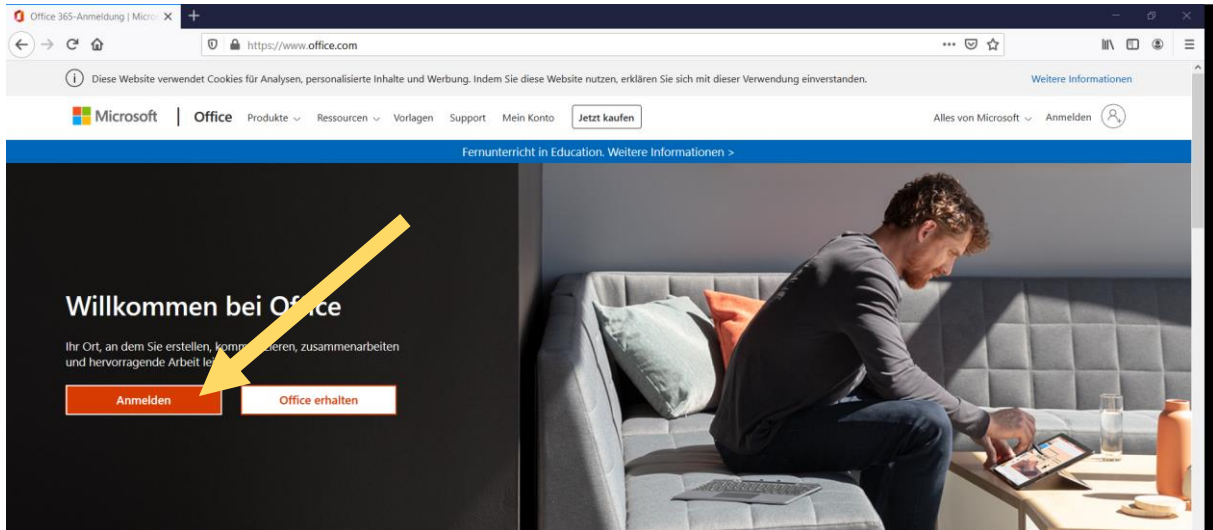 Office 365-Anmeldung | Micro
https://www.office.com
Diese Website verwendet Cookies für Analysen, personalisierte Inhalte und Werbung. Indem Sie diese Website nutzen, erklären Sie sich mit dieser Verwendung einverstanden. Weitere Informationen
Microsoft | Office Produkte Ressourcen Vorlagen Support Mein Konto Jetzt kaufen Alles von Microsoft Anmelden
Fernunterricht in Education. Weitere Informationen >
Willkommen bei Office
Ihr Ort, an dem Sie erstellen, zusammenarbeiten
und hervorragende Arbeit
Anmelden Office erhalten